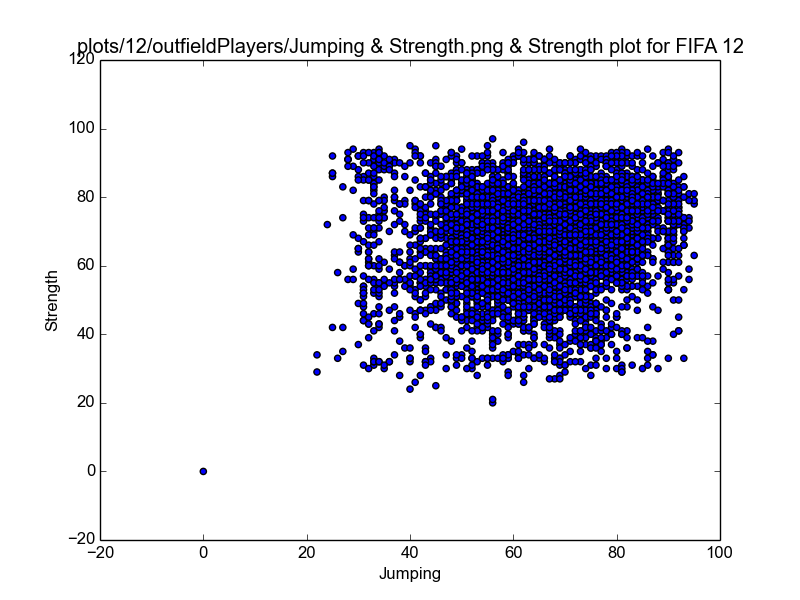 plots/12/outfieldPlayers/Jumping & Strength.png & Strength plot for FIFA 12
120
100
80
60
40
20
0
−20
Strength
−20 0 20 40 60 80 100
Jumping